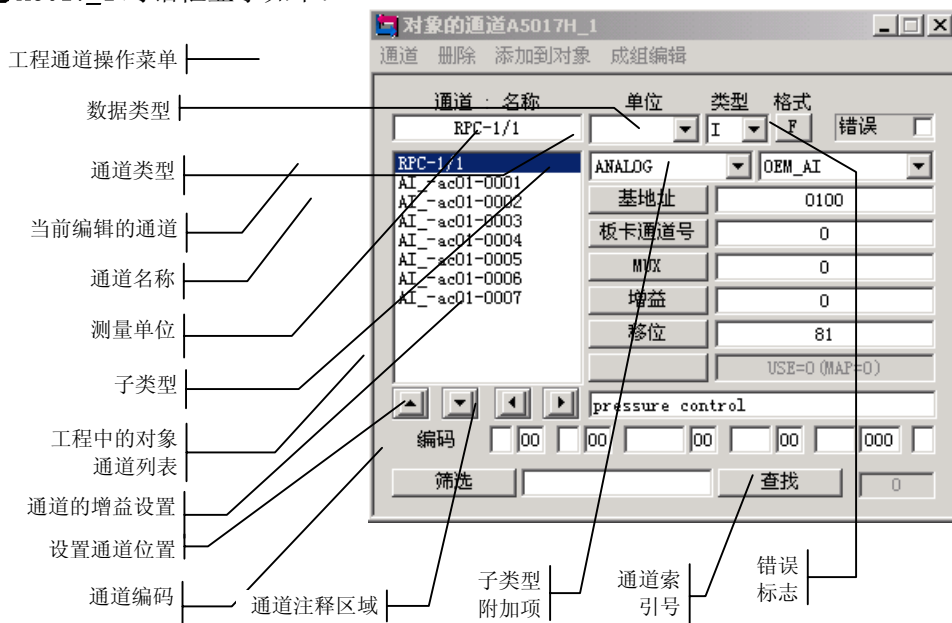 对象的通道A5017H_1
通道 删除 添加到对象 成组编辑
工程通道操作菜单
数据类型
通道类型
当前编辑的通道
通道名称
测量单位
子类型
工程中的对象
通道列表
通道的增益设置
设置通道位置
通道编码
通道 : 名称
单位
类型
格式
RPC-1/1
I
F
错误
RPC-1/1
AI_-ac01-0001
AI_-ac01-0002
AI_-ac01-0003
AI_-ac01-0004
AI_-ac01-0005
AI_-ac01-0006
AI_-ac01-0007
ANALOG
OEM_AI
基地址
0100
板卡通道号
0
MUX
0
增益
0
移位
81
USE=0 (MAP=0)
pressure control
编码
00
00
00
00
000
筛选
查找
0
通道注释区域
子类型
附加项
通道索
引号
错误
标志